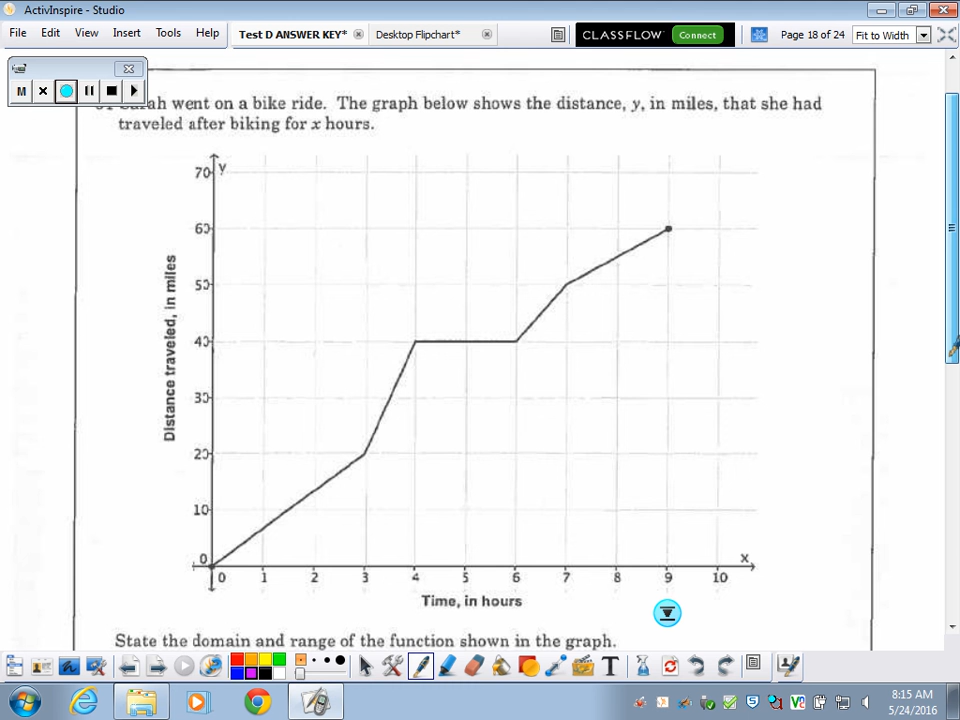 ActivInspire - Studio
File Edit View Insert Tools Help
Test D ANSWER KEY*
Desktop Flipchart*
CLASSFLOW
Connect
Page 18 of 24
Fit to Width
M
Sarah went on a bike ride. The graph below shows the distance, y, in miles, that she had
traveled after biking for x hours.
y
70
60
50
40
30
20
10
0
Distance traveled, in miles
0 1 2 3 4 5 6 7 8 9 10
x
Time, in hours
State the domain and range of the function shown in the graph.
T
8:15 AM
5/24/2016